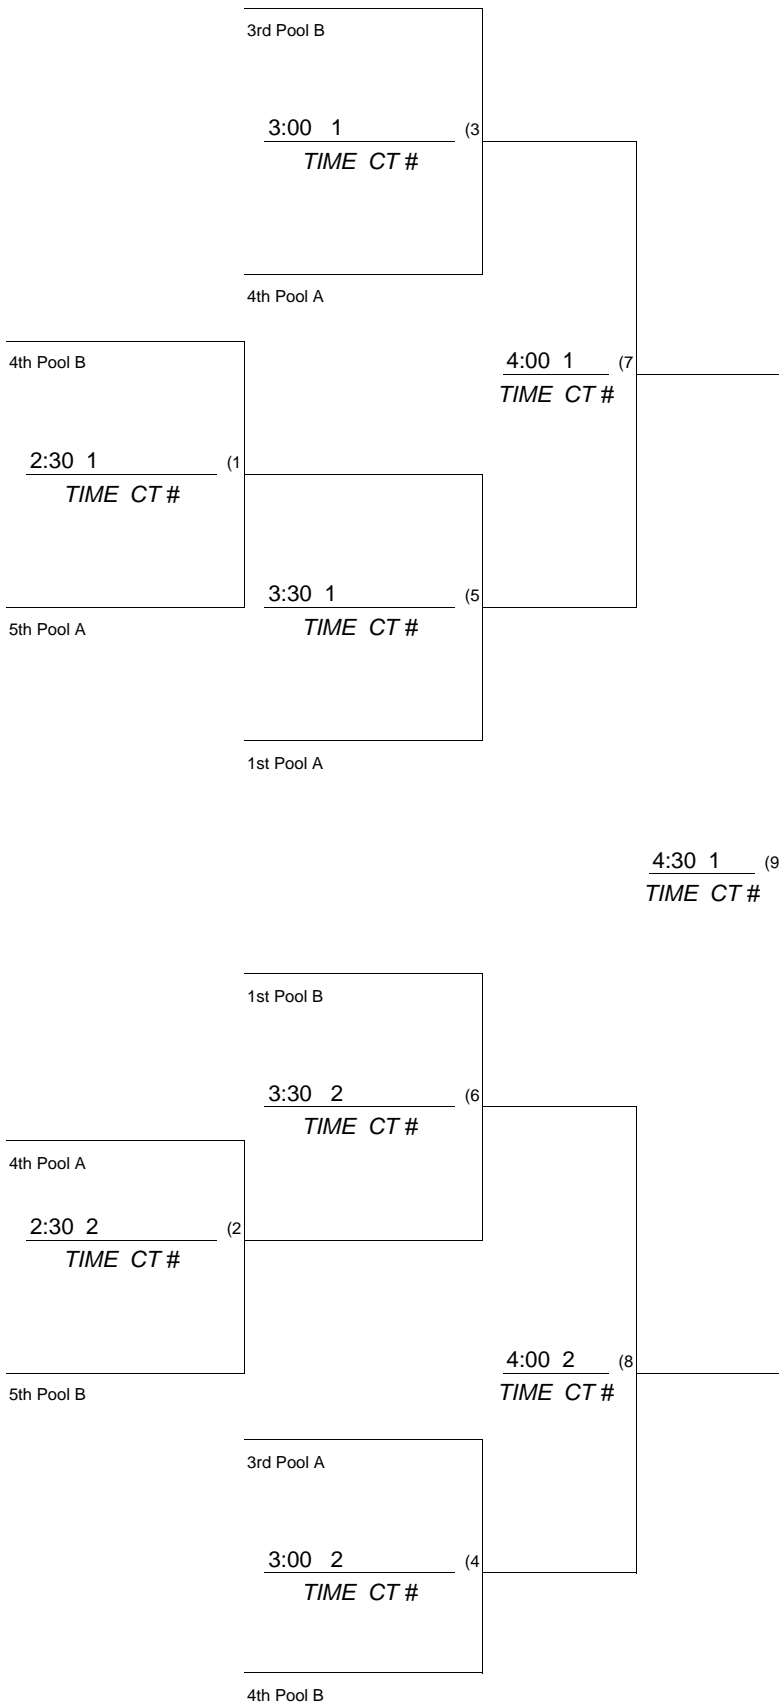 3rd Pool B
3:00 1 (3
TIME CT #
4th Pool A
4th Pool B
4:00 1 (7
TIME CT #
2:30 1 (1
TIME CT #
3:30 1 (5
TIME CT #
5th Pool A
1st Pool A
4:30 1 (9
TIME CT #
1st Pool B
3:30 2 (6
TIME CT #
4th Pool A
2:30 2 (2
TIME CT #
4:00 2 (8
TIME CT #
5th Pool B
3rd Pool A
3:00 2 (4
TIME CT #
4th Pool B